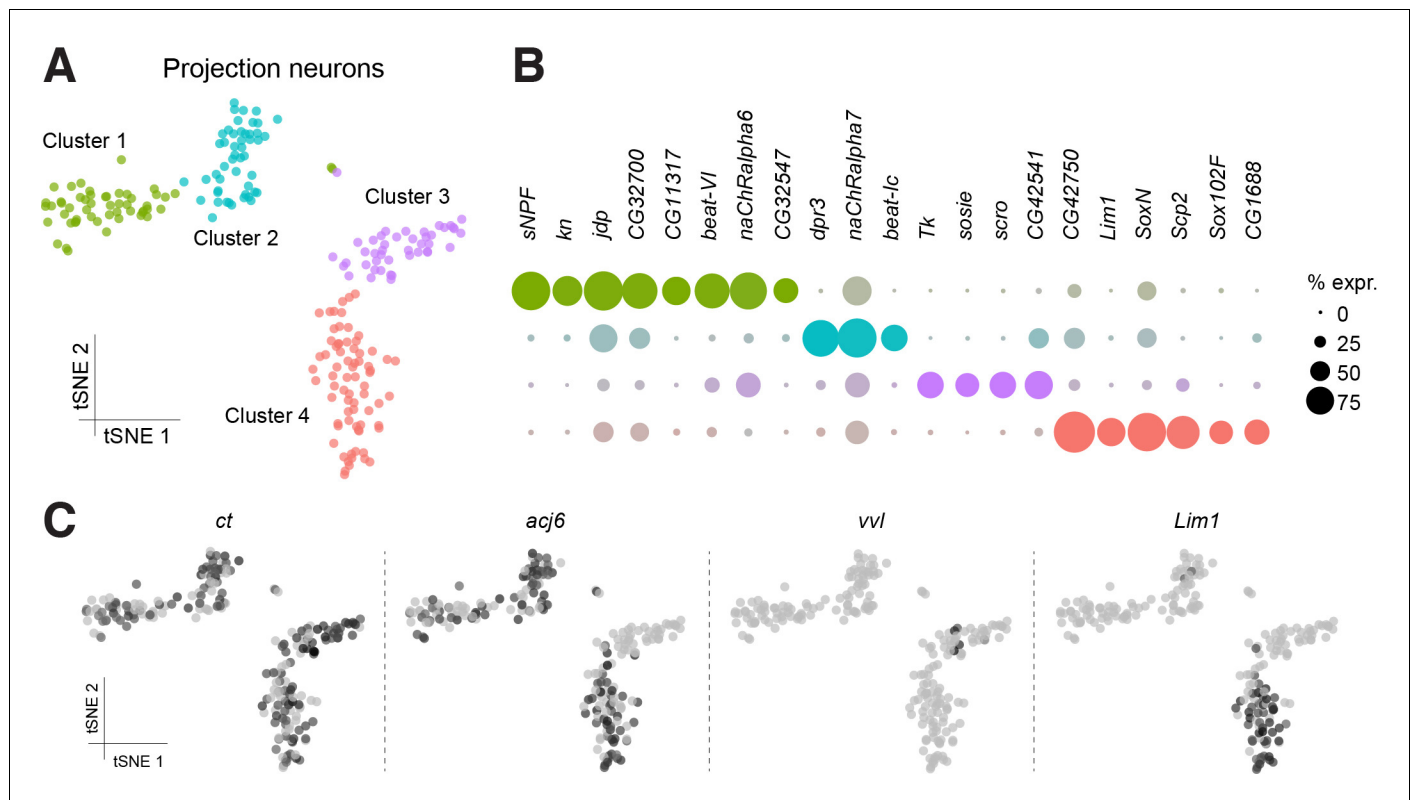 A
Projection neurons
Cluster 1
Cluster 2
Cluster 3
Cluster 4
tSNE 2
tSNE 1
B
sNPF
kn
jdp
CG32700
CG11317
beat-VI
naChRalpha6
CG32547
dpr3
naChRalpha7
beat-Ic
Tk
sosie
scro
CG42541
CG42750
Lim1
SoxN
Scp2
Sox102F
CG1688
% expr.
0
25
50
75
C
ct
acj6
vvl
Lim1
tSNE 2
tSNE 1